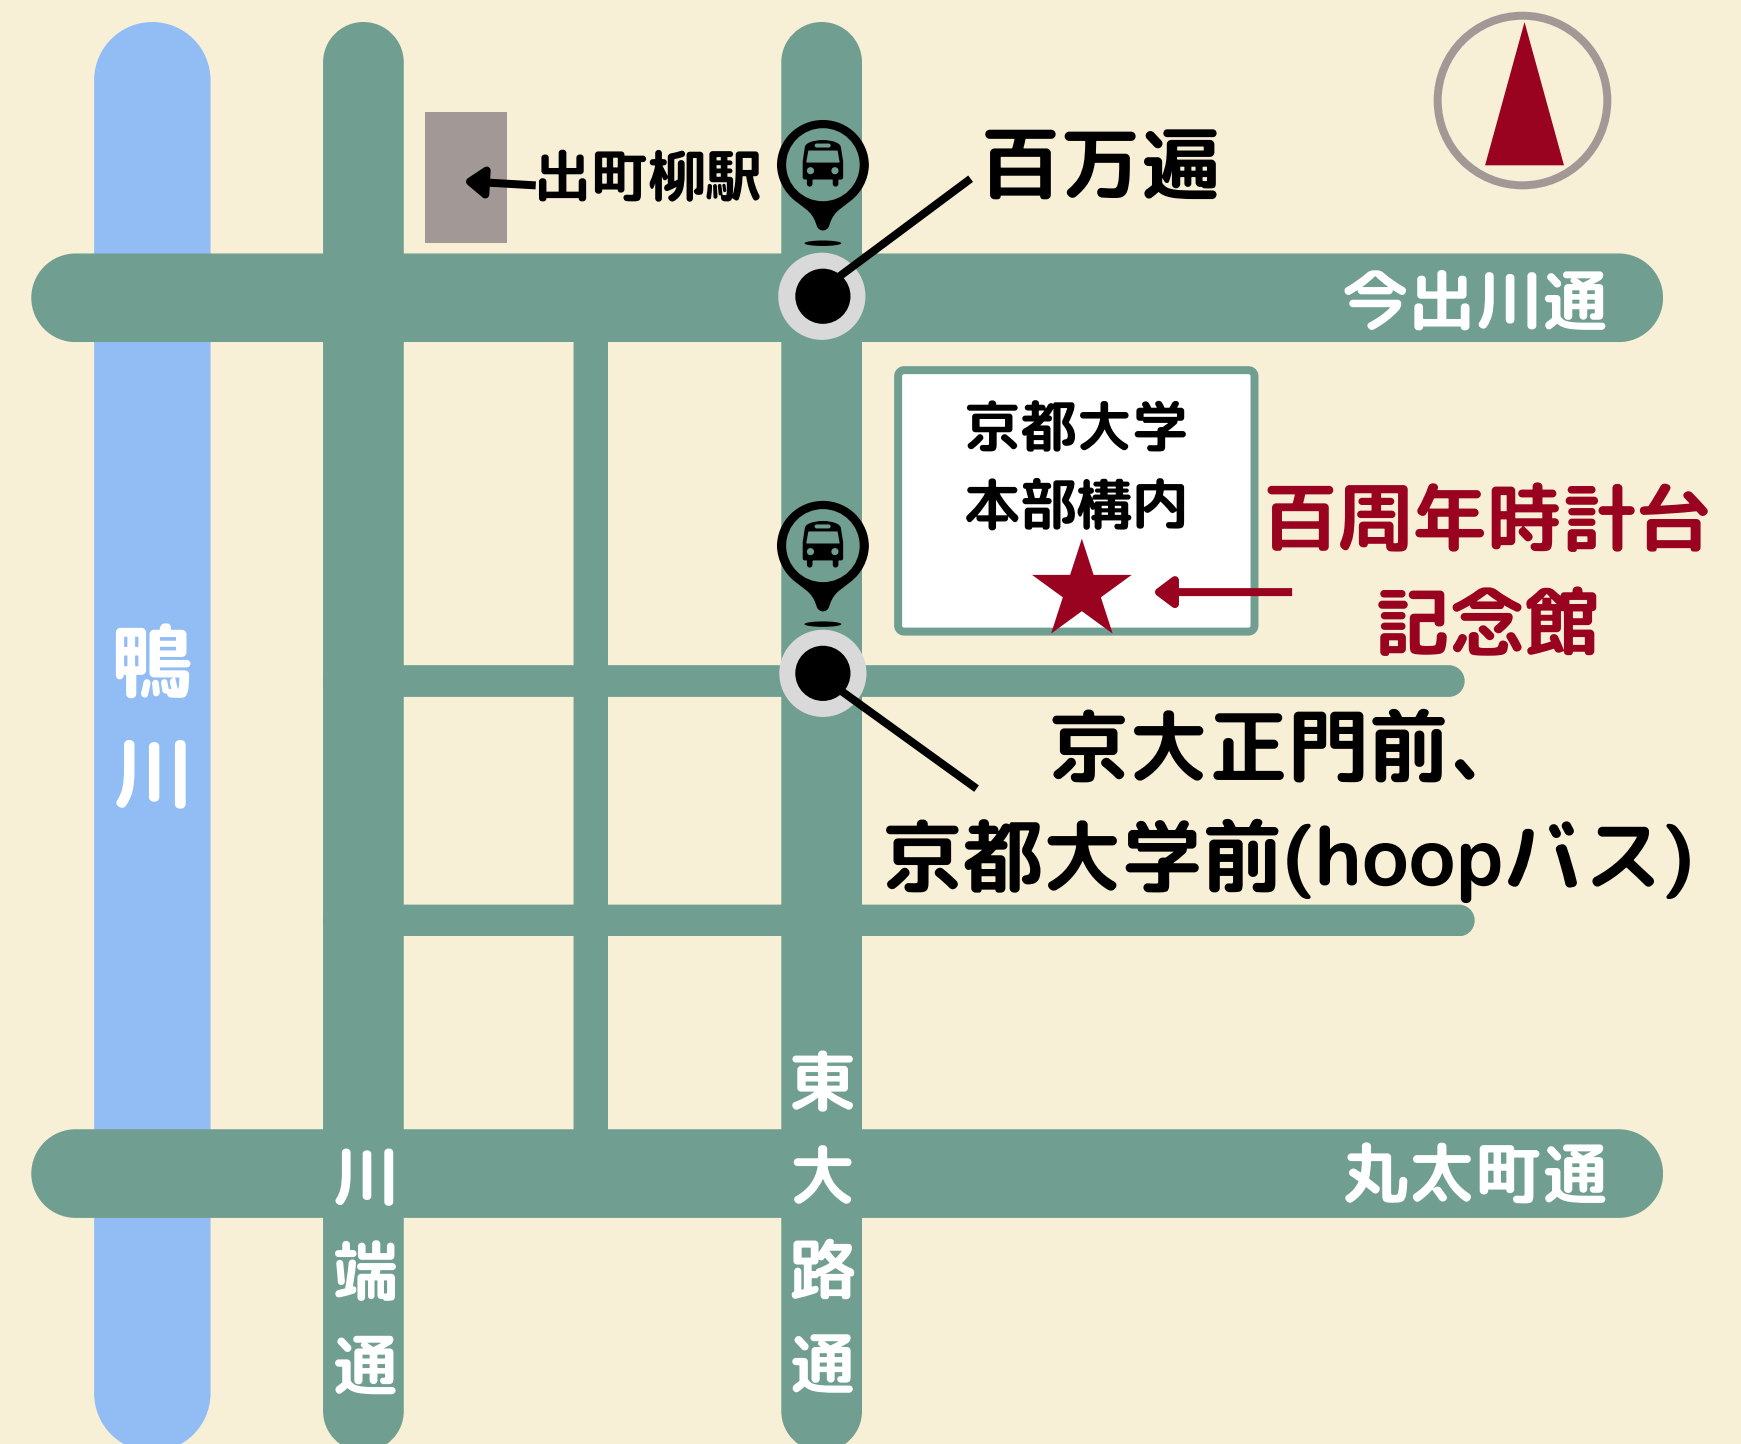 出町柳駅
百万遍
今出川通
京都大学
本部構内
百周年時計台
記念館
鴨川
京大正門前、
京都大学前(hoopバス)
東大路通
丸太町通
川端通